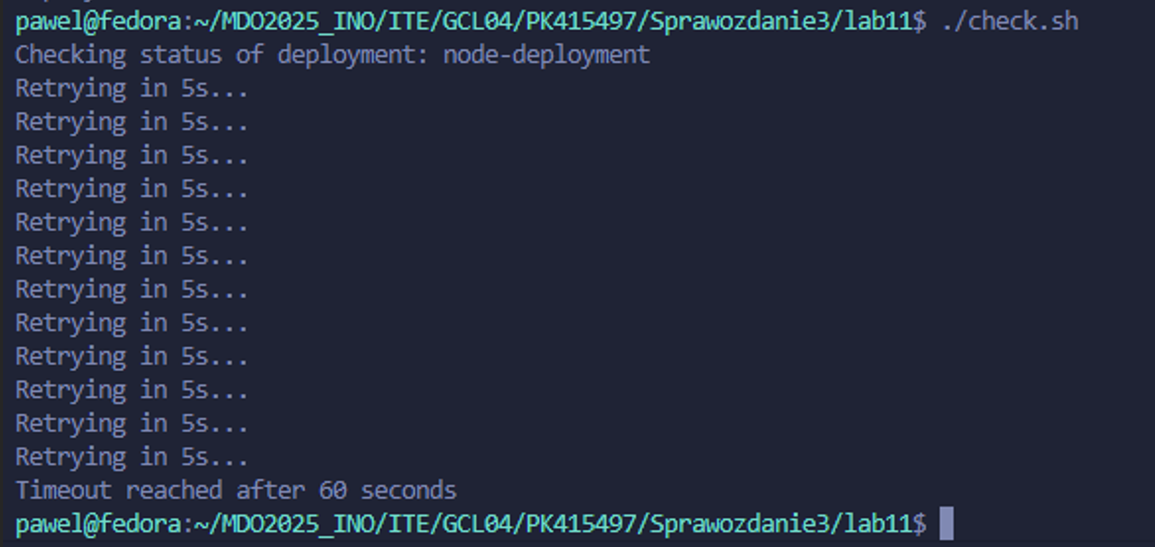 pawel@fedora:~/MDO2025_INO/ITE/GCL04/PK415497/Sprawozdanie3/lab11$ ./check.sh
Checking status of deployment: node-deployment
Retrying in 5s...
Retrying in 5s...
Retrying in 5s...
Retrying in 5s...
Retrying in 5s...
Retrying in 5s...
Retrying in 5s...
Retrying in 5s...
Retrying in 5s...
Retrying in 5s...
Retrying in 5s...
Retrying in 5s...
Timeout reached after 60 seconds
pawel@fedora:~/MDO2025_INO/ITE/GCL04/PK415497/Sprawozdanie3/lab11$